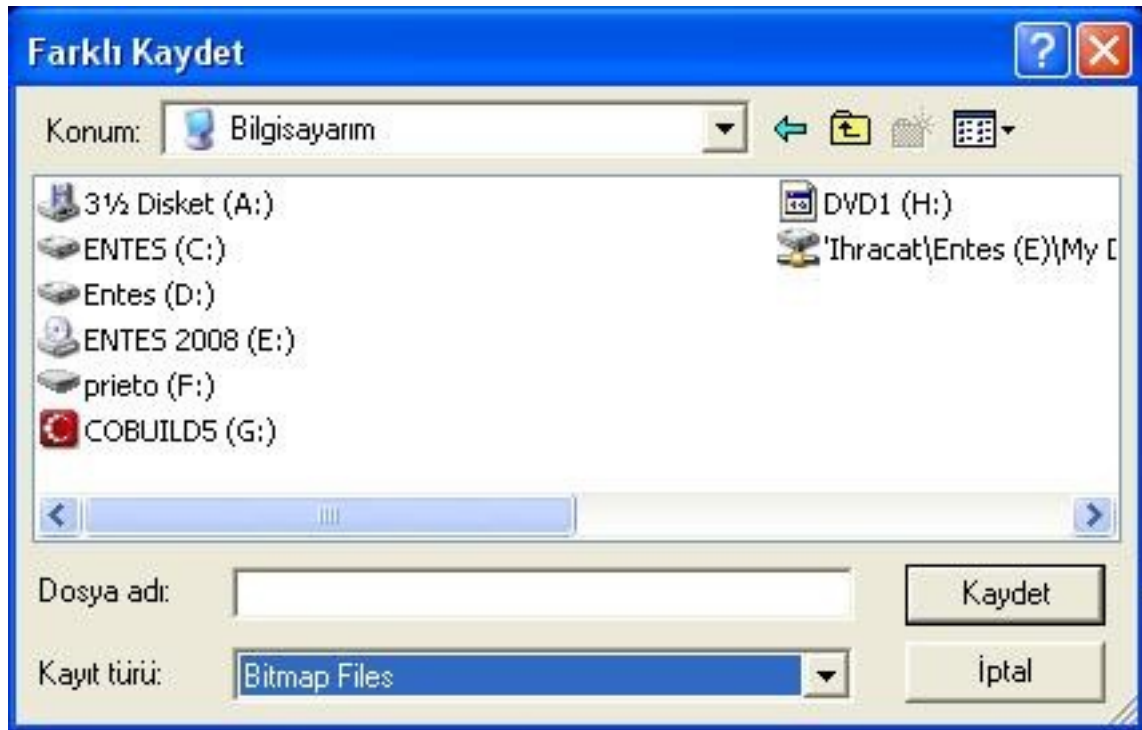 Farklı Kaydet
Konum: Bilgisayarım
3½ Disket (A:)
ENTES (C:)
Entes (D:)
ENTES 2008 (E:)
prieto (F:)
COBUILD5 (G:)
DVD1 (H:)
'Ihracat\Entes (E)\My D
Dosya adı:
Kaydet
Kayıt türü: Bitmap Files
İptal